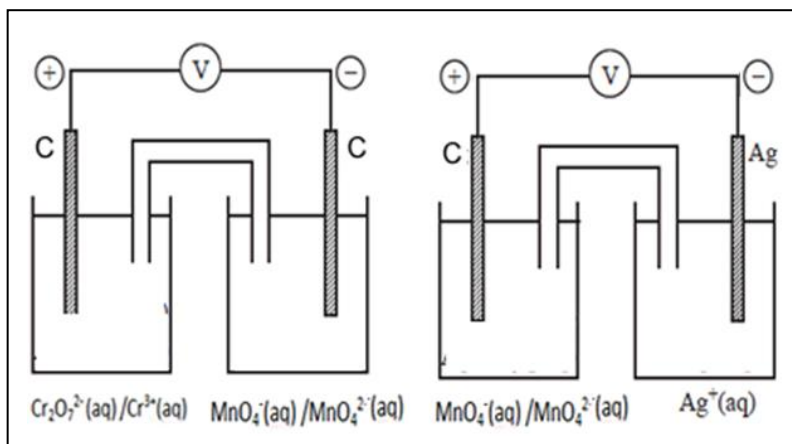 ⊕ V ⊖
C C
Cr₂O₇²⁻(aq)/Cr³⁺(aq) MnO₄⁻(aq)/MnO₄²⁻(aq)
⊕ V ⊖
C Ag
MnO₄⁻(aq)/MnO₄²⁻(aq) Ag⁺(aq)